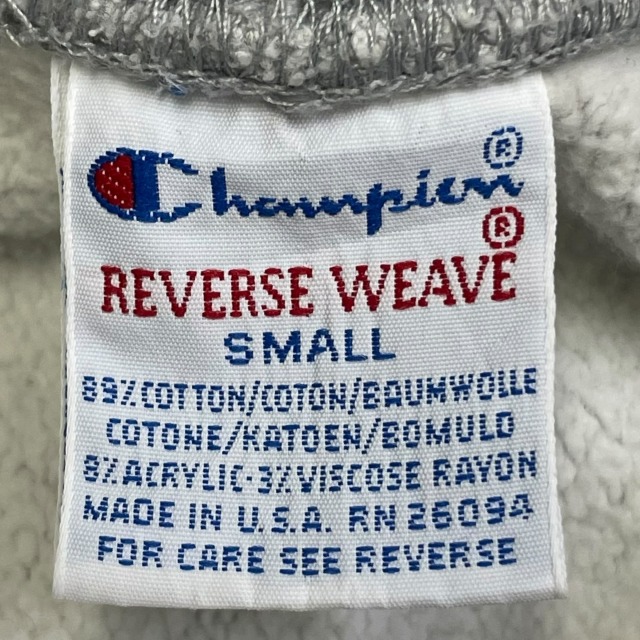 Champion®
REVERSE WEAVE®
SMALL
89% COTTON/COTON/BAUMWOLLE
COTONE/KATOEN/BOMULD
8% ACRYLIC-3% VISCOSE RAYON
MADE IN U.S.A. RN 26094
FOR CARE SEE REVERSE